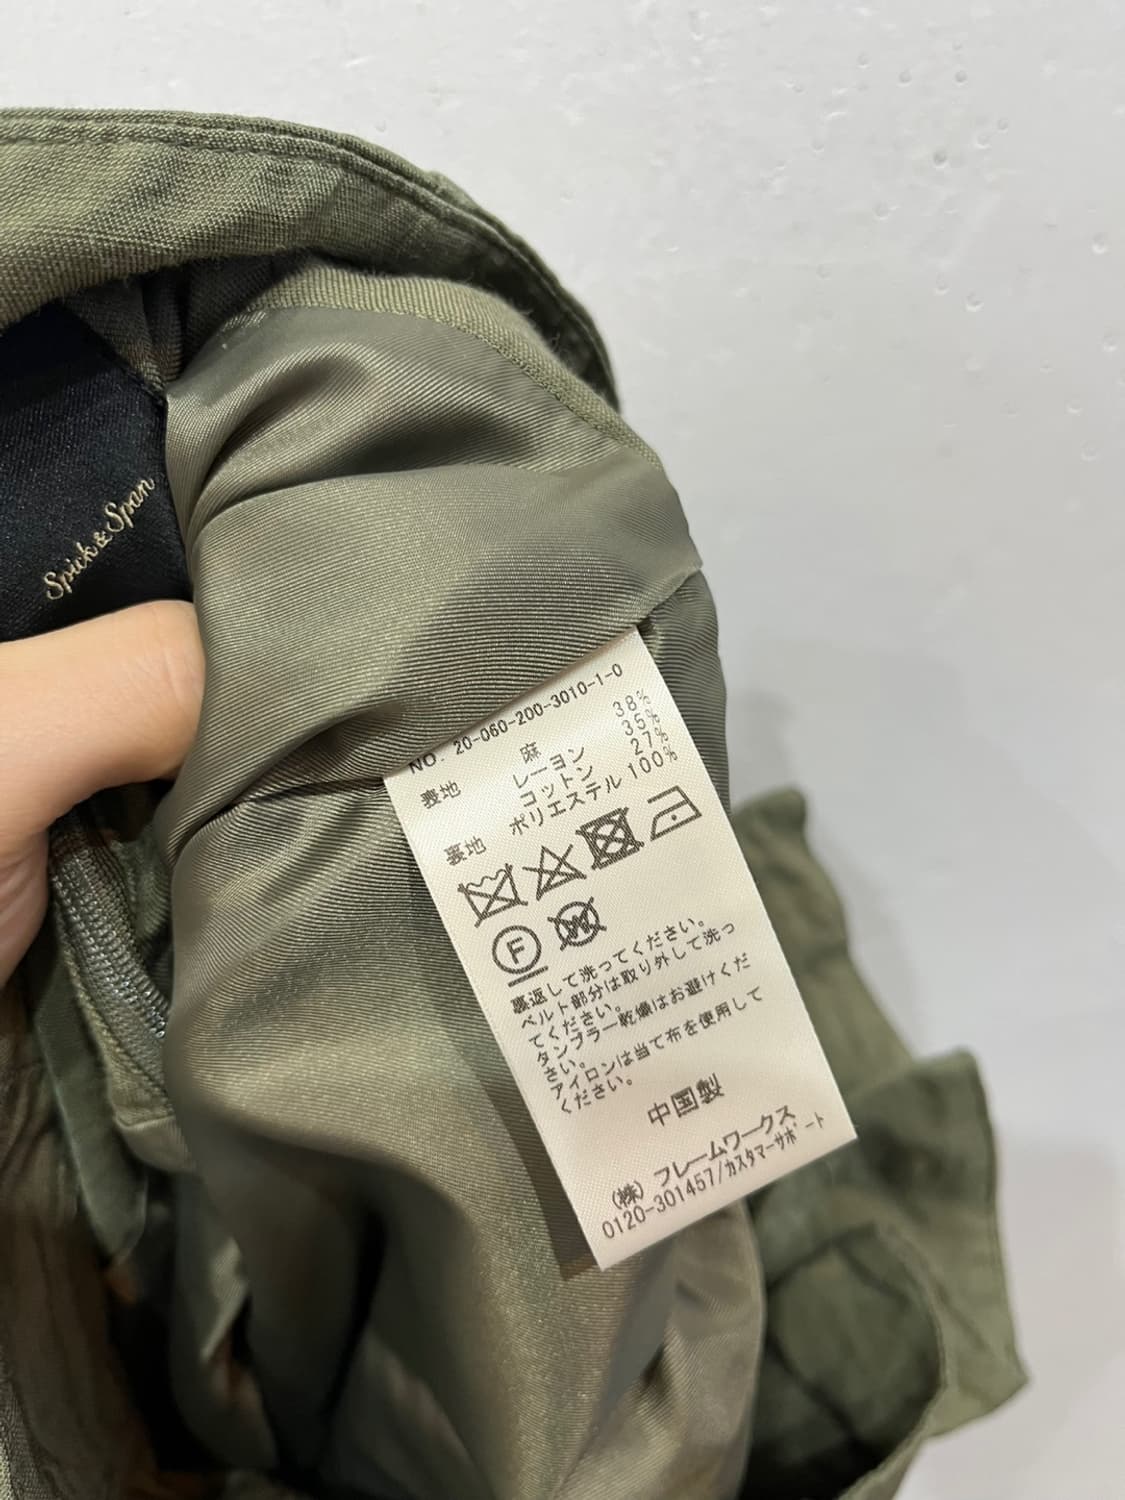 Spick & Span
NO. 20-060-200-3010-1-0
表地 麻 38%
レーヨン 35%
コットン 27%
裏地 ポリエステル 100%
F
W
裏返して洗ってください。
ベルト部分は取り外して洗っ
てください。
タンブラー乾燥はお避けくだ
さい。
アイロンは当て布を使用して
ください。
中国製
(株) フレームワークス
0120-301457/カスタマーサポート